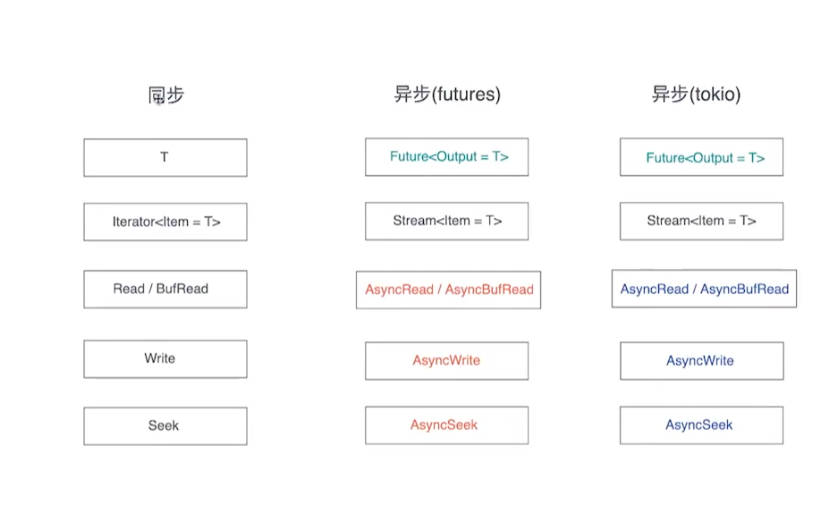 同步 异步(futures) 异步(tokio)
T Future<Output = T> Future<Output = T>
Iterator<Item = T> Stream<Item = T> Stream<Item = T>
Read / BufRead AsyncRead / AsyncBufRead AsyncRead / AsyncBufRead
Write AsyncWrite AsyncWrite
Seek AsyncSeek AsyncSeek